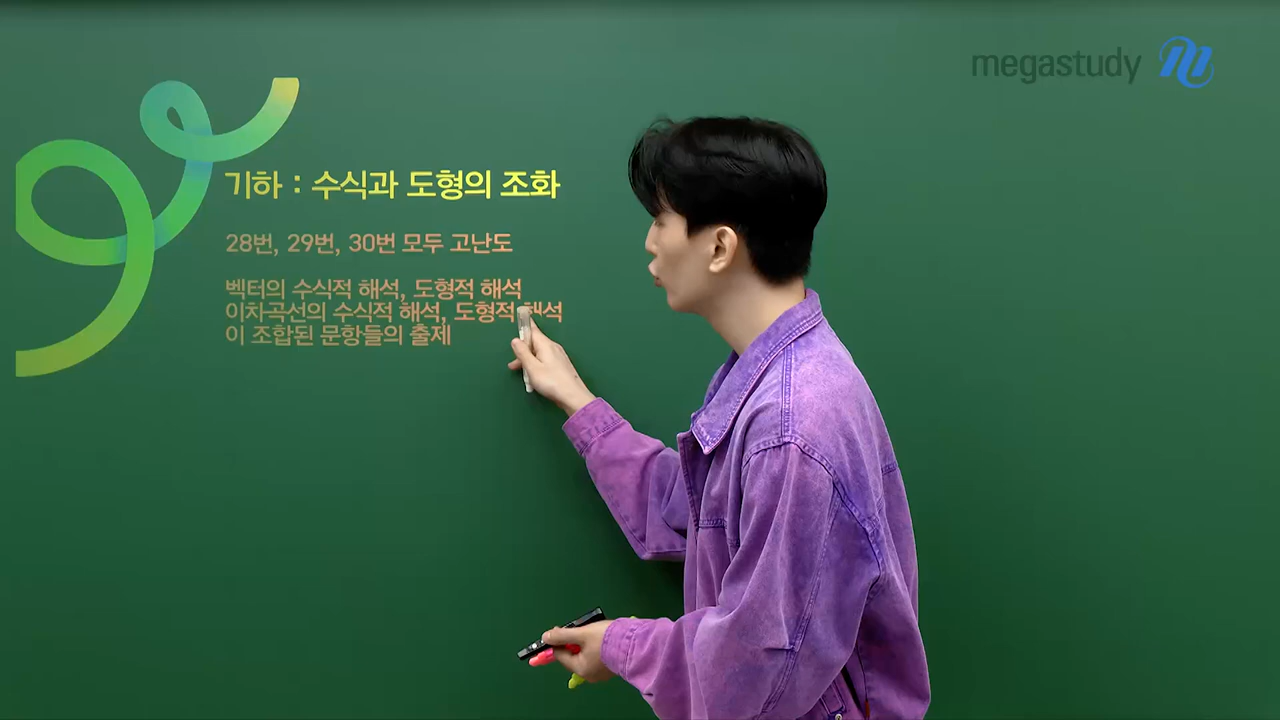 megastudy
기하 : 수식과 도형의 조화
28번, 29번, 30번 모두 고난도
벡터의 수식적 해석, 도형적 해석
이차곡선의 수식적 해석, 도형적 해석
이 조합된 문항들의 출제